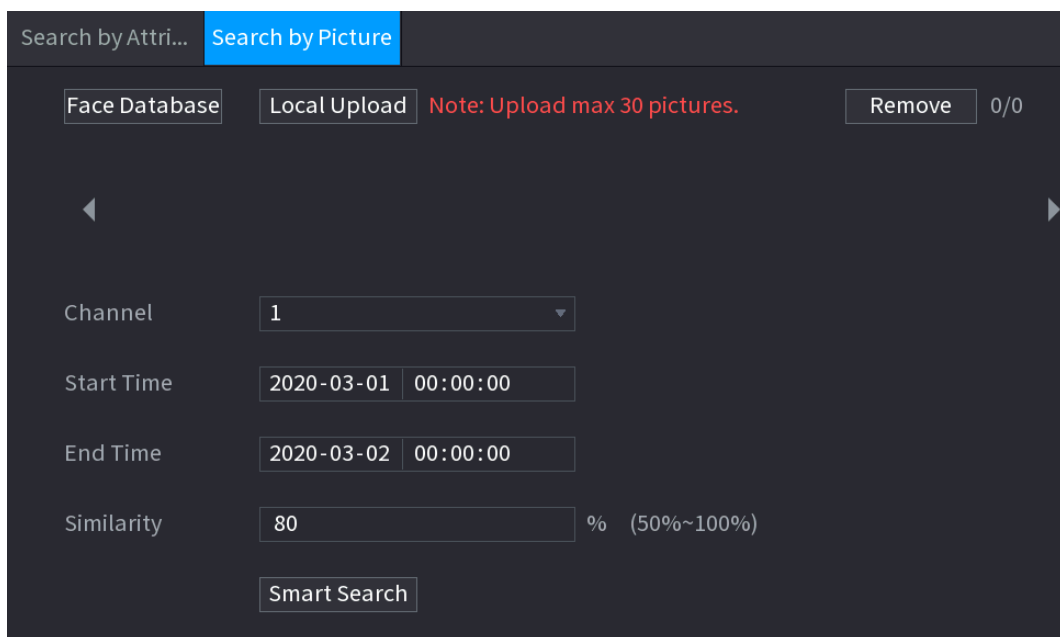 Search by Attri... Search by Picture
Face Database Local Upload Note: Upload max 30 pictures. Remove 0/0
Channel 1
Start Time 2020-03-01 00:00:00
End Time 2020-03-02 00:00:00
Similarity 80 % (50%~100%)
Smart Search